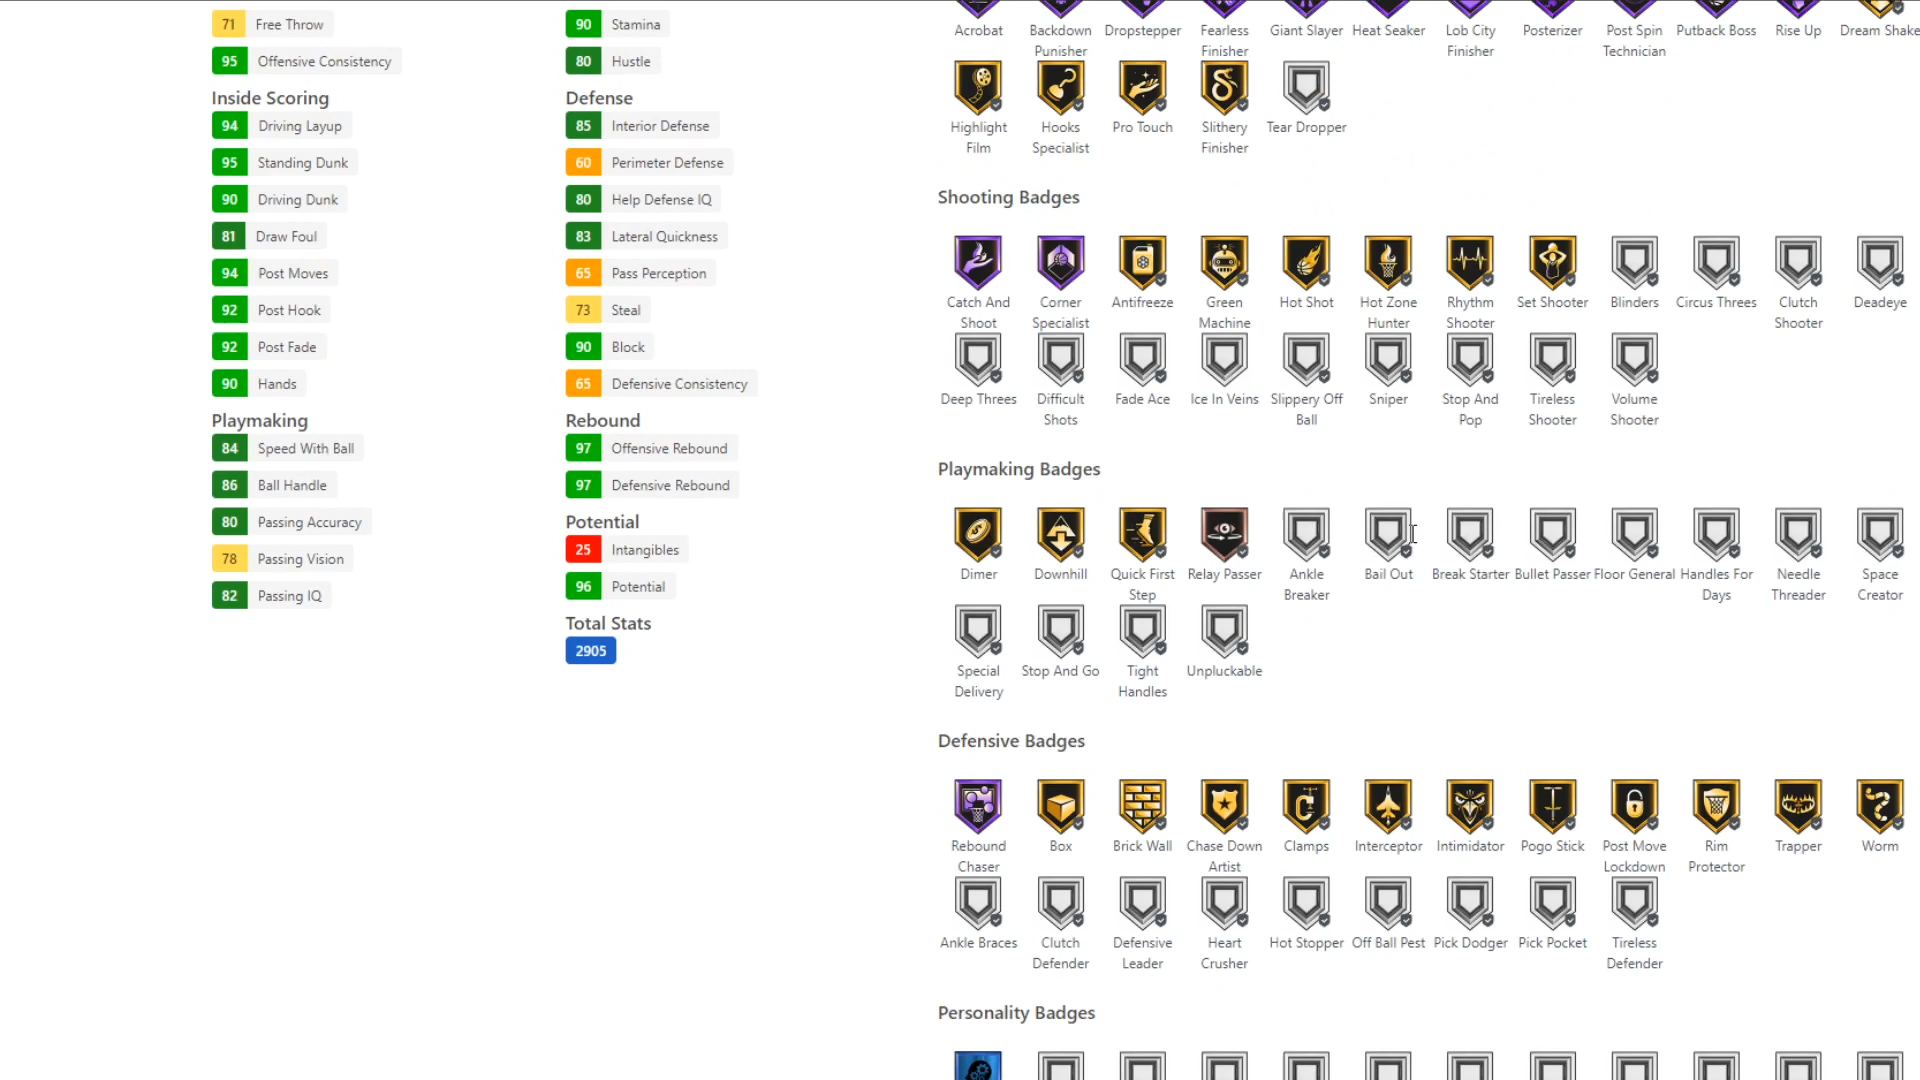 71 Free Throw
95 Offensive Consistency
Inside Scoring
94 Driving Layup
95 Standing Dunk
90 Driving Dunk
81 Draw Foul
94 Post Moves
92 Post Hook
92 Post Fade
90 Hands
Playmaking
84 Speed With Ball
86 Ball Handle
80 Passing Accuracy
78 Passing Vision
82 Passing IQ
90 Stamina
80 Hustle
Defense
85 Interior Defense
60 Perimeter Defense
80 Help Defense IQ
83 Lateral Quickness
65 Pass Perception
73 Steal
90 Block
65 Defensive Consistency
Rebound
97 Offensive Rebound
97 Defensive Rebound
Potential
25 Intangibles
96 Potential
Total Stats
2905
Acrobat Backdown Dropstepper Fearless Giant Slayer Heat Seaker Lob City Posterizer Post Spin Putback Boss Rise Up Dream Shake
Punisher Finisher Finisher Technician
Highlight Hooks Pro Touch Slithery Tear Dropper
Film Specialist Finisher
Shooting Badges
Catch And Corner Antifreeze Green Hot Shot Hot Zone Rhythm Set Shooter Blinders Circus Threes Clutch Deadeye
Shoot Specialist Machine Hunter Shooter Shooter
Deep Threes Difficult Fade Ace Ice In Veins Slippery Off Sniper Stop And Tireless Volume
Shots Ball Pop Shooter Shooter
Playmaking Badges
Dimer Downhill Quick First Relay Passer Ankle Bail Out Break Starter Bullet Passer Floor General Handles For Needle Space
Step Breaker Days Threader Creator
Special Stop And Go Tight Unpluckable
Delivery Handles
Defensive Badges
Rebound Box Brick Wall Chase Down Clamps Interceptor Intimidator Pogo Stick Post Move Rim Trapper Worm
Chaser Artist Lockdown Protector
Ankle Braces Clutch Defensive Heart Hot Stopper Off Ball Pest Pick Dodger Pick Pocket Tireless
Defender Leader Crusher Defender
Personality Badges